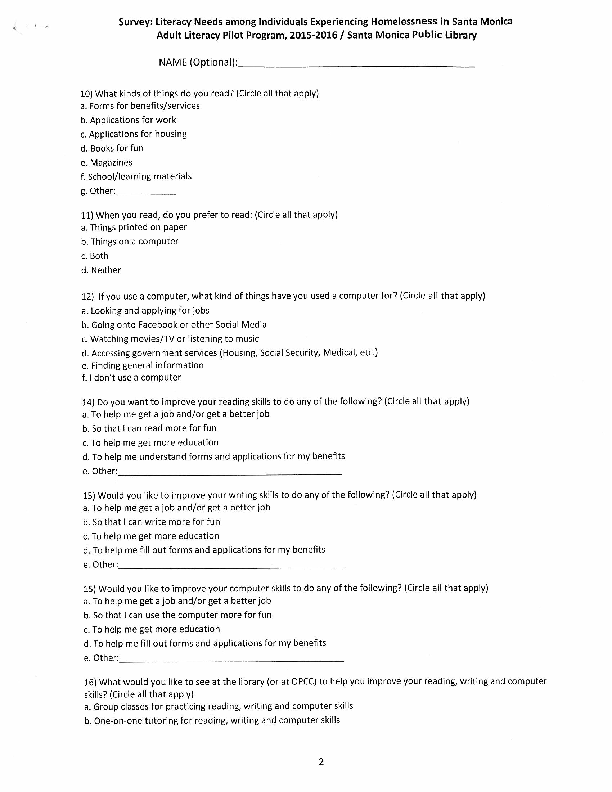 Survey: Literacy Needs among Individuals Experiencing Homelessness in Santa Monica
Adult Literacy Pilot Program, 2015-2016 / Santa Monica Public Library
NAME (Optional):
10) What kinds of things do you read? (Circle all that apply)
a. Forms for benefits/services
b. Applications for work
c. Applications for housing
d. Books for fun
e. Magazines
f. School/learning materials
g. Other:
11) When you read, do you prefer to read: (Circle all that apply)
a. Things printed on paper
b. Things on a computer
c. Both
d. Neither
12) If you use a computer, what kind of things have you used a computer for? (Circle all that apply)
a. Looking and applying for jobs
b. Going onto Facebook or other Social Media
c. Watching movies/TV or listening to music
d. Accessing government services (Housing, Social Security, Medical, etc.)
e. Finding general information
f. I don't use a computer
14) Do you want to improve your reading skills to do any of the following? (Circle all that apply)
a. To help me get a job and/or get a better job
b. So that I can read more for fun
c. To help me get more education
d. To help me understand forms and applications for my benefits
e. Other:
15) Would you like to improve your writing skills to do any of the following? (Circle all that apply)
a. To help me get a job and/or get a better job
b. So that I can write more for fun
c. To help me get more education
d. To help me fill out forms and applications for my benefits
e. Other:
15) Would you like to improve your computer skills to do any of the following? (Circle all that apply)
a. To help me get a job and/or get a better job
b. So that I can use the computer more for fun
c. To help me get more education
d. To help me fill out forms and applications for my benefits
e. Other:
16) What would you like to see at the library (or at OPCC) to help you improve your reading, writing and computer
skills? (Circle all that apply)
a. Group classes for practicing reading, writing and computer skills
b. One-on-one tutoring for reading, writing and computer skills
2